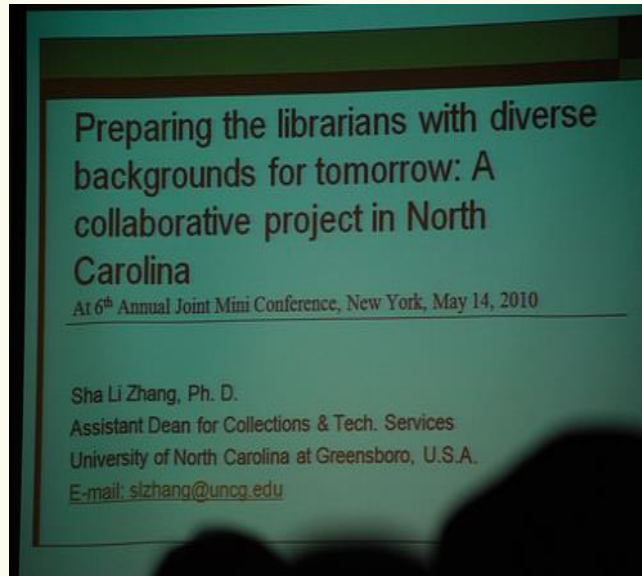 Preparing the librarians with diverse
backgrounds for tomorrow: A
collaborative project in North
Carolina
At 6th Annual Joint Mini Conference, New York, May 14, 2010
Sha Li Zhang, Ph. D.
Assistant Dean for Collections & Tech. Services
University of North Carolina at Greensboro, U.S.A.
E-mail: slzhang@uncg.edu